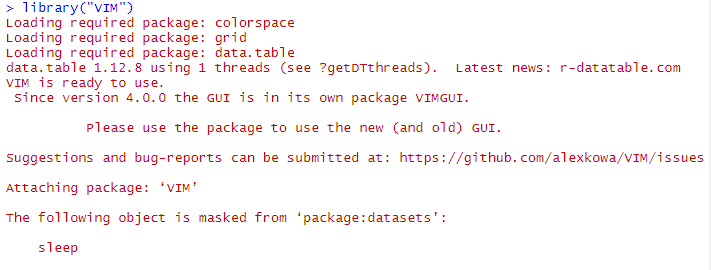 > library("VIM")
Loading required package: colorspace
Loading required package: grid
Loading required package: data.table
data.table 1.12.8 using 1 threads (see ?getDTthreads).  Latest news: r-datatable.com
VIM is ready to use.
 Since version 4.0.0 the GUI is in its own package VIMGUI.
          Please use the package to use the new (and old) GUI.
Suggestions and bug-reports can be submitted at: https://github.com/alexkowa/VIM/issues
Attaching package: ‘VIM’
The following object is masked from ‘package:datasets’:
    sleep